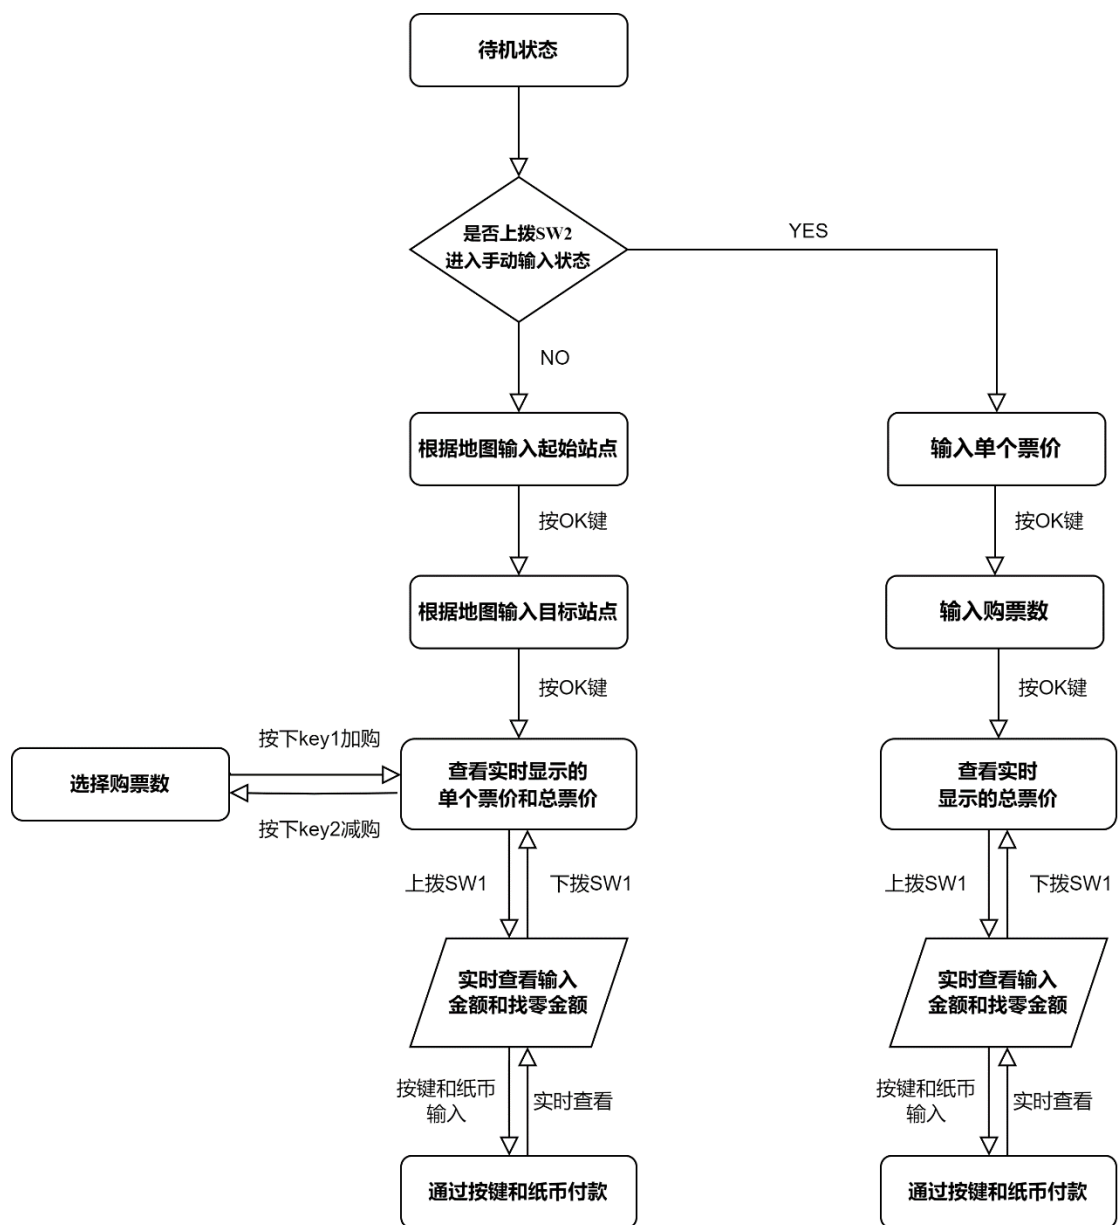 待机状态
是否上拨SW2
进入手动输入状态
YES
NO
根据地图输入起始站点
输入单个票价
按OK键
按OK键
根据地图输入目标站点
输入购票数
按OK键
按OK键
按下key1加购
选择购票数
查看实时显示的
单个票价和总票价
查看实时
显示的总票价
按下key2减购
上拨SW1
下拨SW1
上拨SW1
下拨SW1
实时查看输入
金额和找零金额
实时查看输入
金额和找零金额
按键和纸币
输入
实时查看
按键和纸币
输入
实时查看
通过按键和纸币付款
通过按键和纸币付款